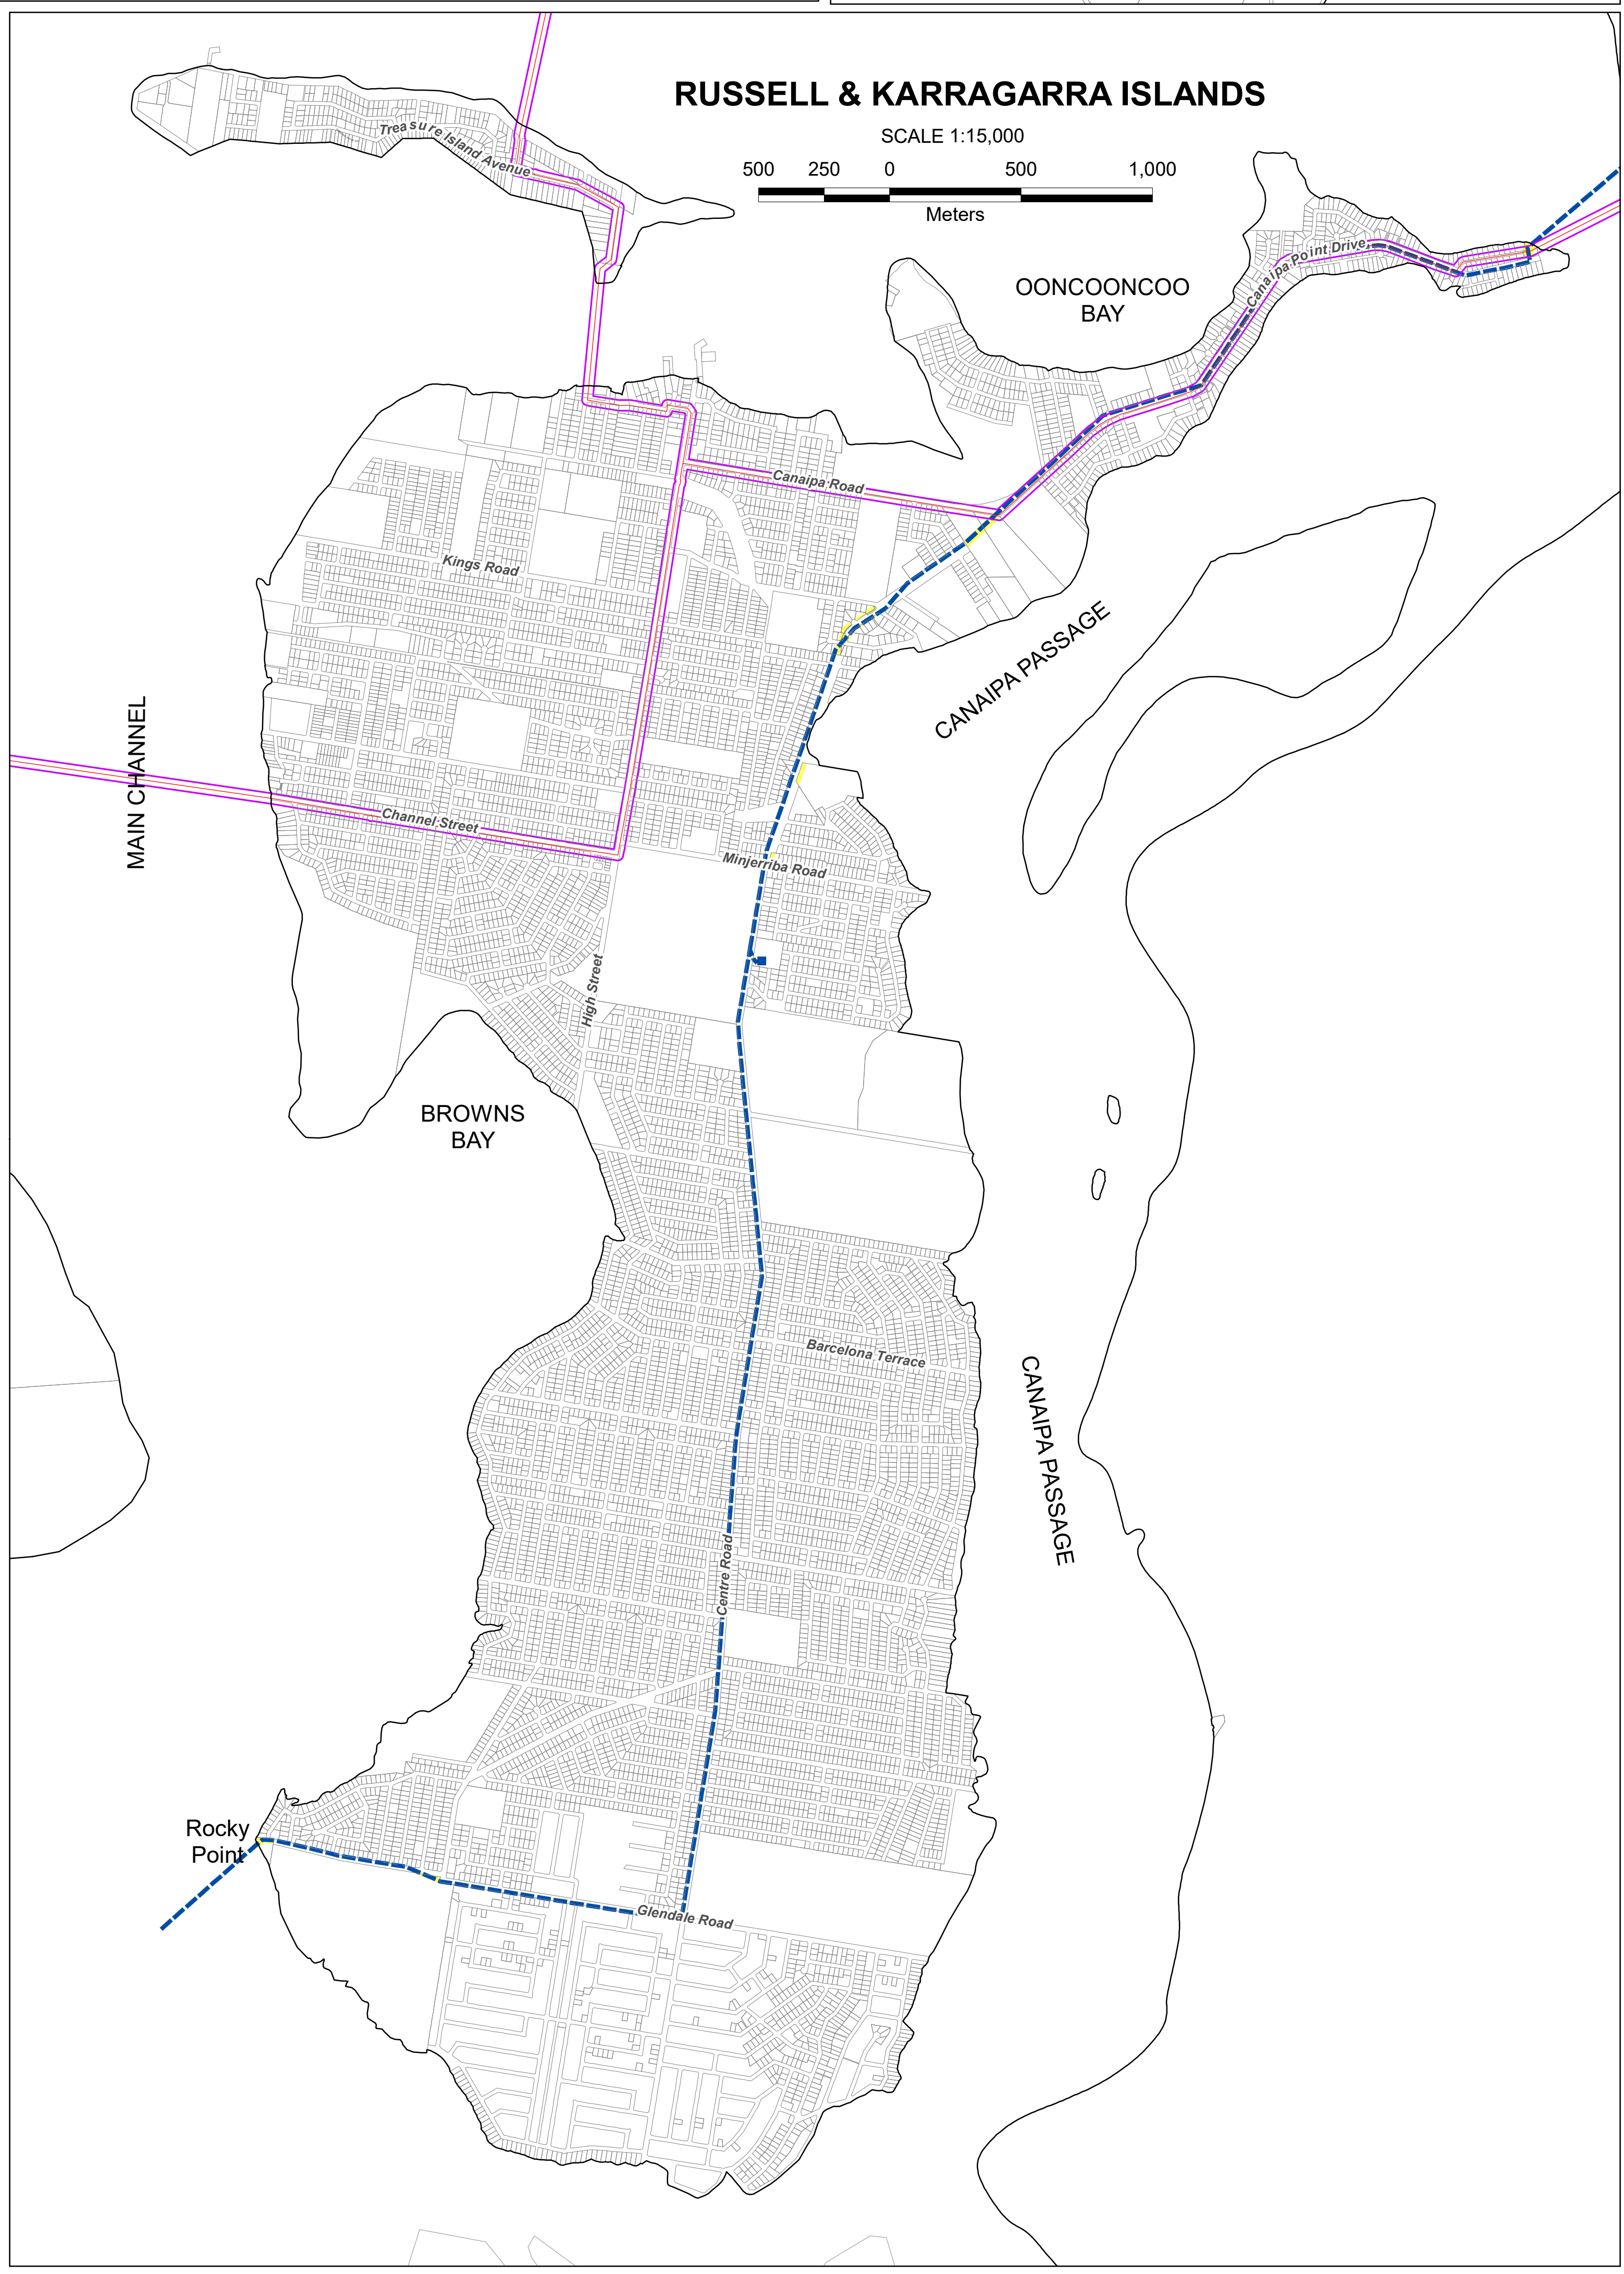 RUSSELL & KARRAGARRA ISLANDS
SCALE 1:15,000
500 250 0 500 1,000
Meters
Treasure Island Avenue
Canaipa Point Drive
OONCOONCOO
BAY
Canaipa Road
Kings Road
CANAIPA PASSAGE
MAIN CHANNEL
Channel Street
Minjerriba Road
High Street
BROWNS
BAY
Barcelona Terrace
CANAIPA PASSAGE
Centre Road
Rocky
Point
Glendale Road